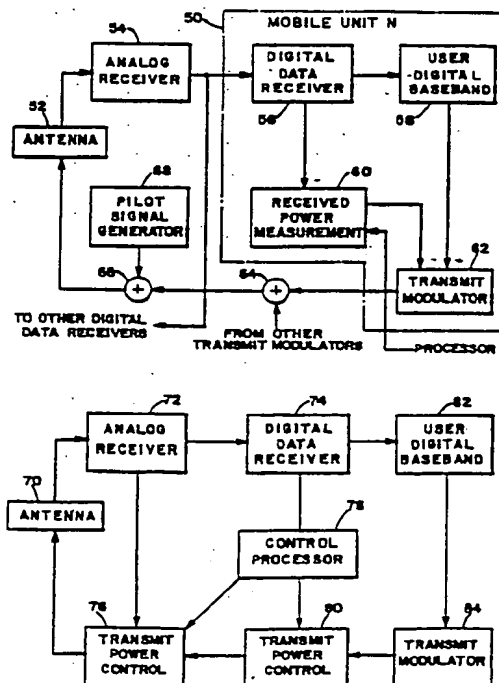 50
MOBILE UNIT N
54
ANALOG
RECEIVER
DIGITAL
DATA
RECEIVER
56
USER
DIGITAL
BASEBAND
58
52
ANTENNA
68
PILOT
SIGNAL
GENERATOR
60
RECEIVED
POWER
MEASUREMENT
62
TRANSMIT
MODULATOR
66
+
64
+
TO OTHER DIGITAL
DATA RECEIVERS
FROM OTHER
TRANSMIT MODULATORS
PROCESSOR
72
ANALOG
RECEIVER
74
DIGITAL
DATA
RECEIVER
82
USER
DIGITAL
BASEBAND
70
ANTENNA
78
CONTROL
PROCESSOR
76
TRANSMIT
POWER
CONTROL
80
TRANSMIT
POWER
CONTROL
84
TRANSMIT
MODULATOR